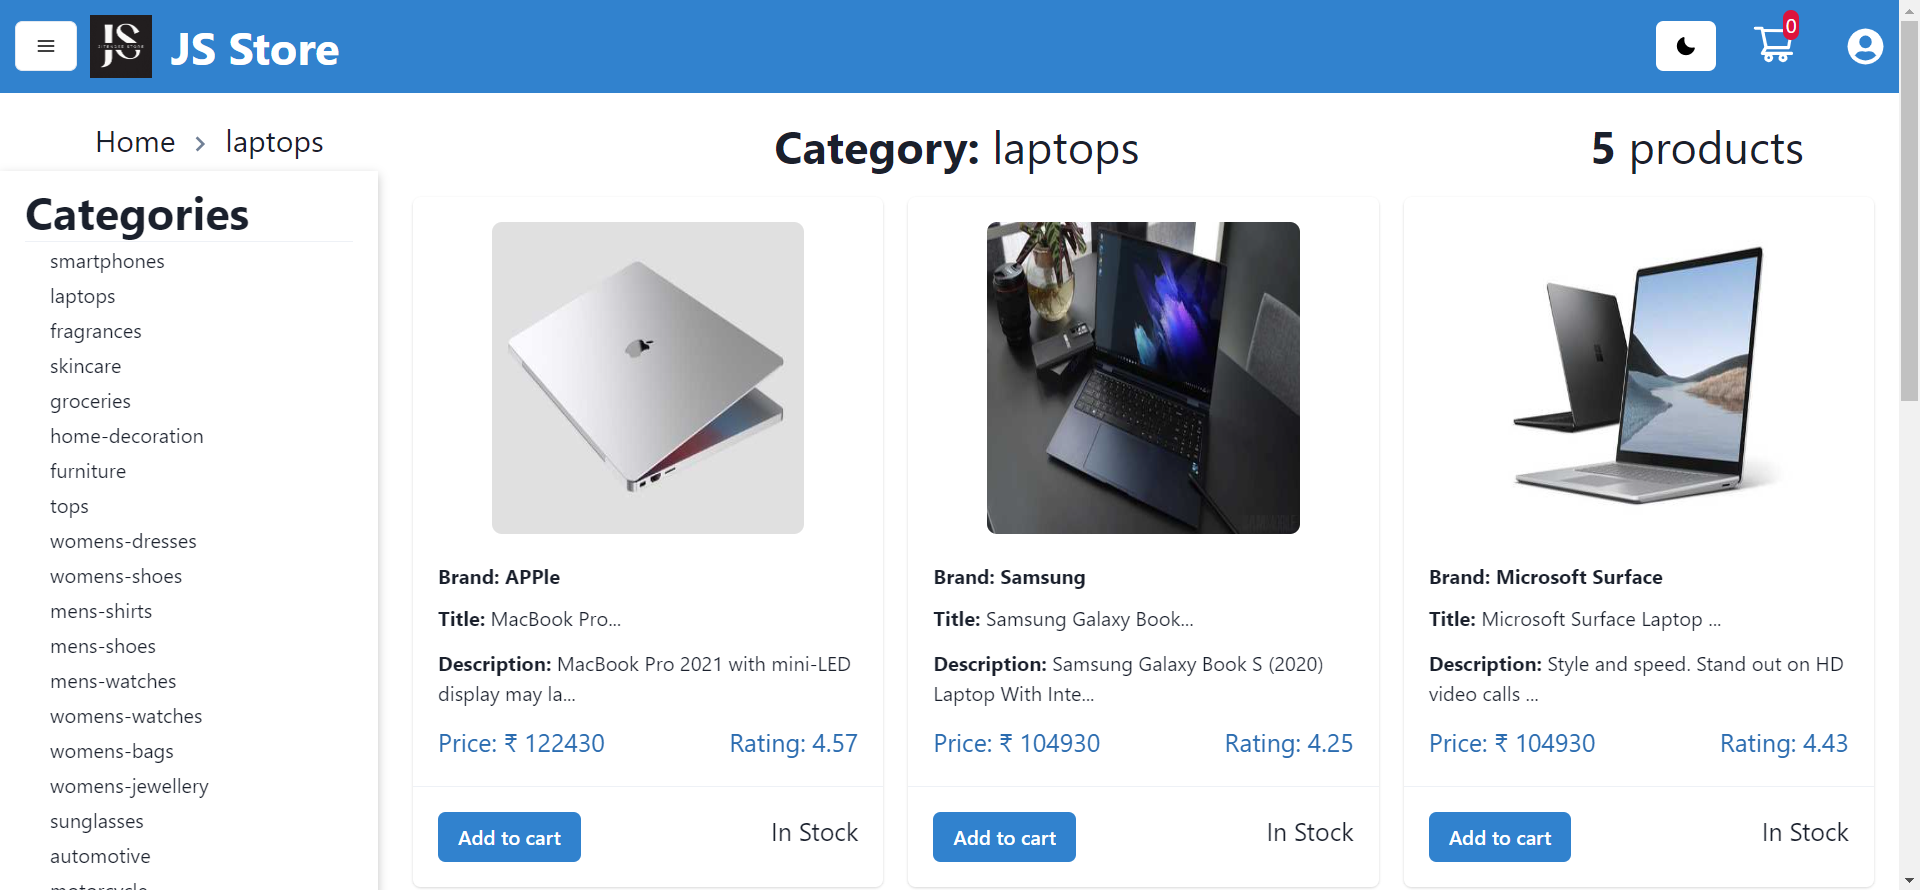 JS
JS Store
0
Home > laptops
Category: laptops
5 products
Categories
smartphones
laptops
fragrances
skincare
groceries
home-decoration
furniture
tops
womens-dresses
womens-shoes
mens-shirts
mens-shoes
mens-watches
womens-watches
womens-bags
womens-jewellery
sunglasses
automotive
motorcycle
Brand: APPle
Title: MacBook Pro...
Description: MacBook Pro 2021 with mini-LED
display may la...
Price: ₹ 122430
Rating: 4.57
Add to cart
In Stock
Brand: Samsung
Title: Samsung Galaxy Book...
Description: Samsung Galaxy Book S (2020)
Laptop With Inte...
Price: ₹ 104930
Rating: 4.25
Add to cart
In Stock
Brand: Microsoft Surface
Title: Microsoft Surface Laptop ...
Description: Style and speed. Stand out on HD
video calls ...
Price: ₹ 104930
Rating: 4.43
Add to cart
In Stock